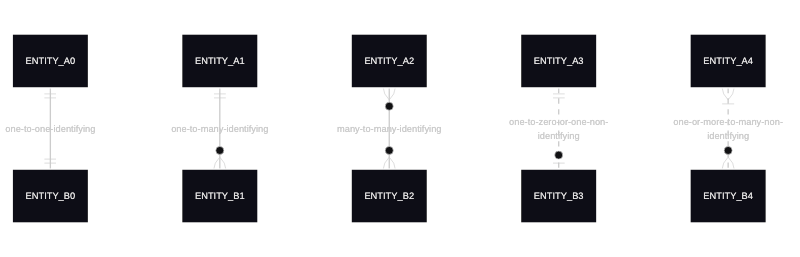 ENTITY_A0
ENTITY_A1
ENTITY_A2
ENTITY_A3
ENTITY_A4
one-to-one-identifying
one-to-many-identifying
many-to-many-identifying
one-to-zero-or-one-non-
identifying
one-or-more-to-many-non-
identifying
ENTITY_B0
ENTITY_B1
ENTITY_B2
ENTITY_B3
ENTITY_B4